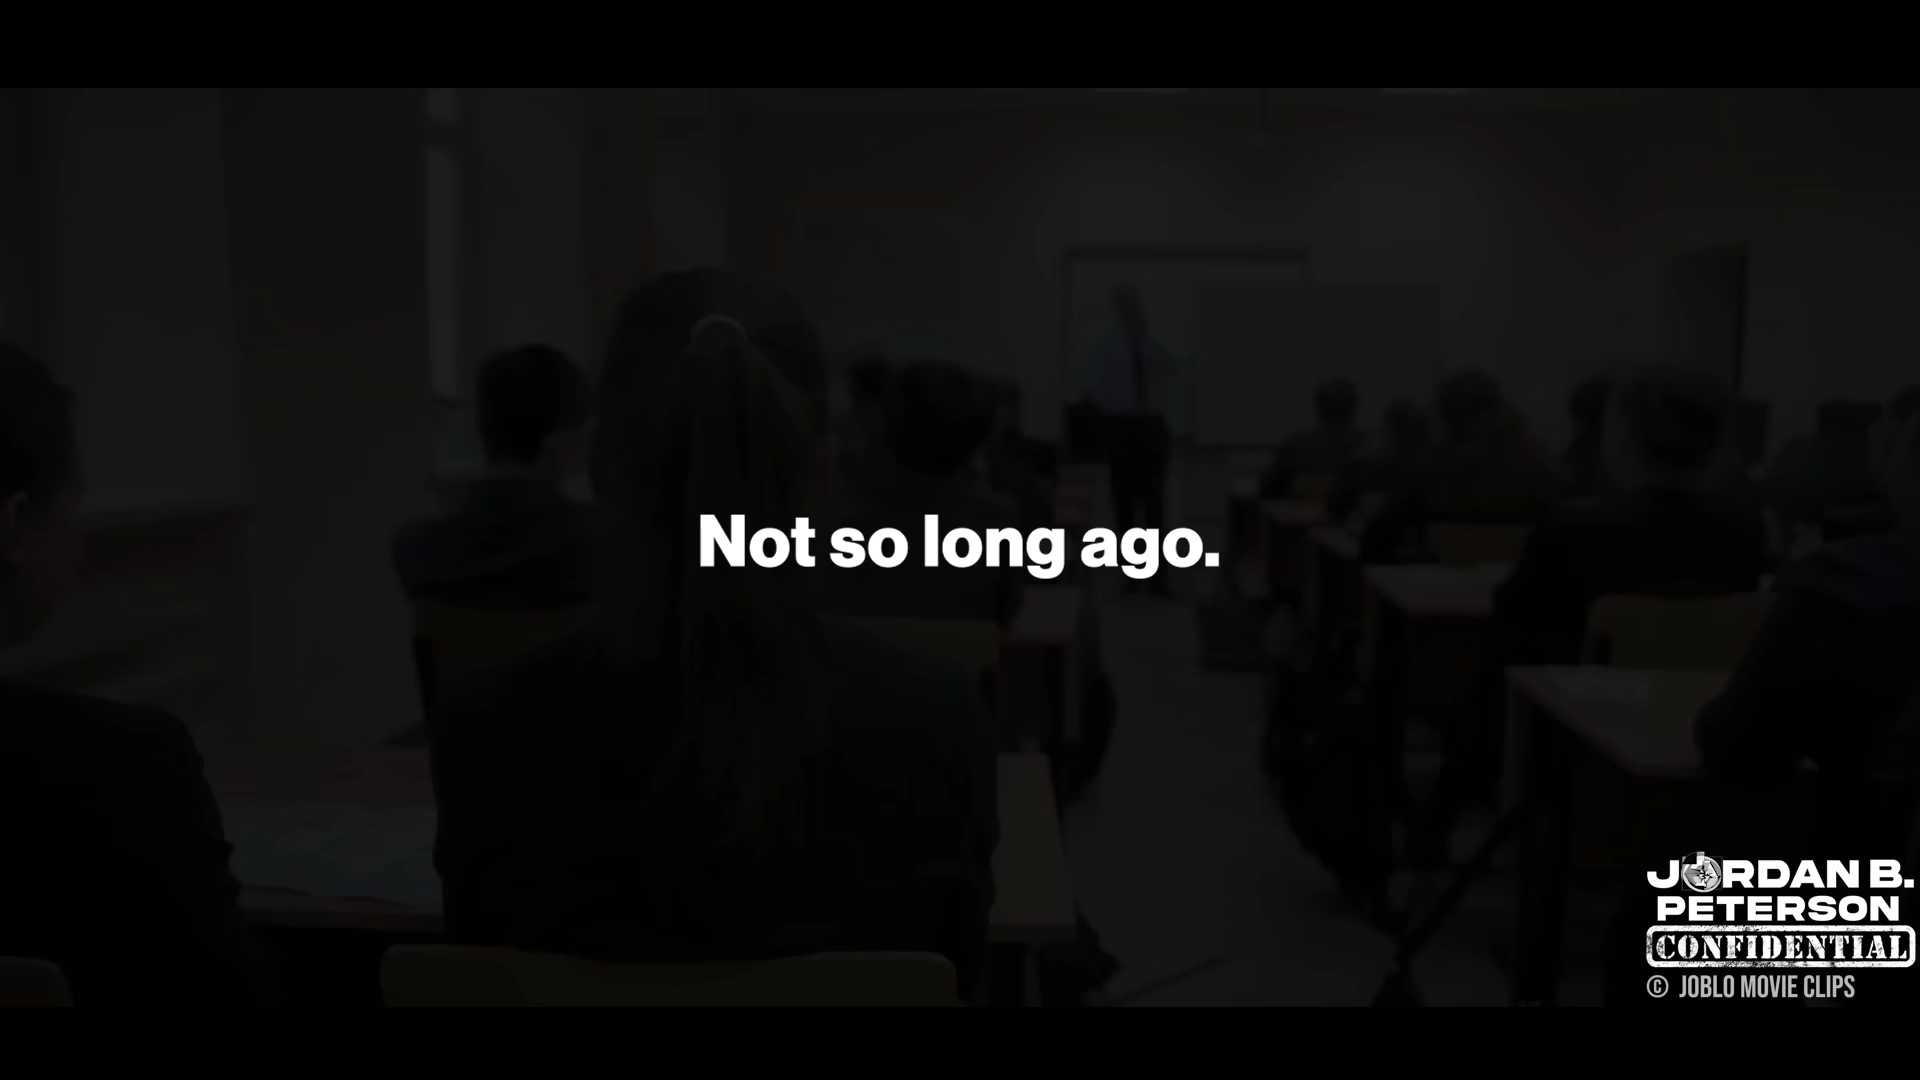 Not so long ago.
JORDAN B.
PETERSON
CONFIDENTIAL
© JOBLO MOVIE CLIPS